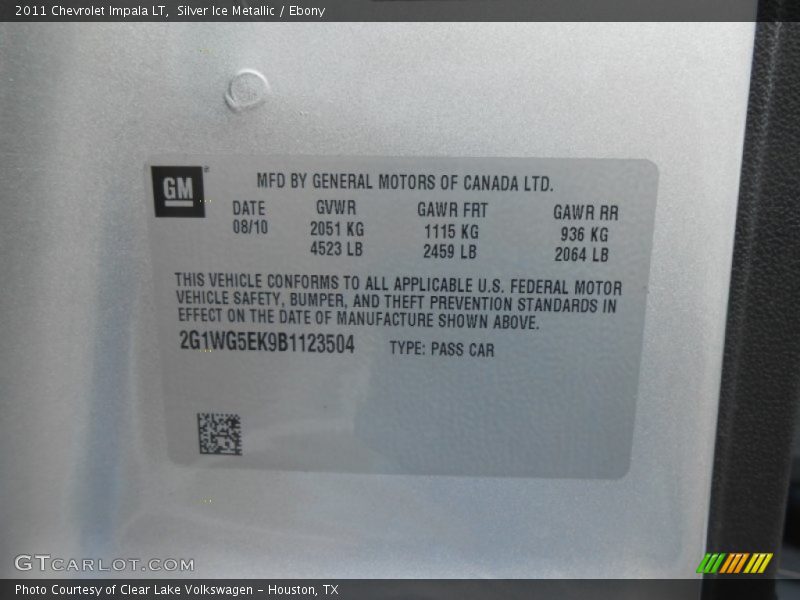 2011 Chevrolet Impala LT, Silver Ice Metallic / Ebony
GM
MFD BY GENERAL MOTORS OF CANADA LTD.
DATE GVWR GAWR FRT GAWR RR
08/10 2051 KG 1115 KG 936 KG
4523 LB 2459 LB 2064 LB
THIS VEHICLE CONFORMS TO ALL APPLICABLE U.S. FEDERAL MOTOR
VEHICLE SAFETY, BUMPER, AND THEFT PREVENTION STANDARDS IN
EFFECT ON THE DATE OF MANUFACTURE SHOWN ABOVE.
2G1WG5EK9B1123504 TYPE: PASS CAR
GTCARLOT.COM
Photo Courtesy of Clear Lake Volkswagen – Houston, TX